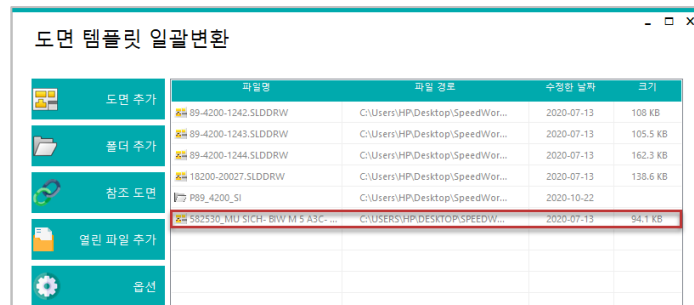 도면 템플릿 일괄변환
도면 추가
폴더 추가
참조 도면
열린 파일 추가
옵션
파일명 파일 경로 수정한 날짜 크기
89-4200-1242.SLDDRW C:\Users\HP\Desktop\SpeedWor... 2020-07-13 108 KB
89-4200-1243.SLDDRW C:\Users\HP\Desktop\SpeedWor... 2020-07-13 105.5 KB
89-4200-1244.SLDDRW C:\Users\HP\Desktop\SpeedWor... 2020-07-13 162.3 KB
18200-20027.SLDDRW C:\Users\HP\Desktop\SpeedWor... 2020-07-13 138.6 KB
P89_4200_SI C:\Users\HP\Desktop\SpeedWor... 2020-10-22
582530_MU SICH- BIW M 5 A3C- ... C:\USERS\HP\DESKTOP\SPEEDW... 2020-07-13 94.1 KB